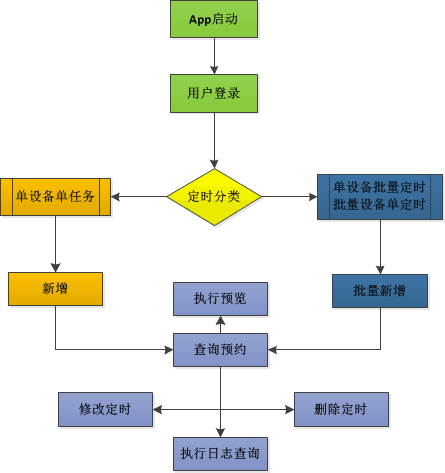 App启动
用户登录
单设备单任务
定时分类
单设备批量定时
批量设备单定时
新增
执行预览
批量新增
查询预约
修改定时
删除定时
执行日志查询